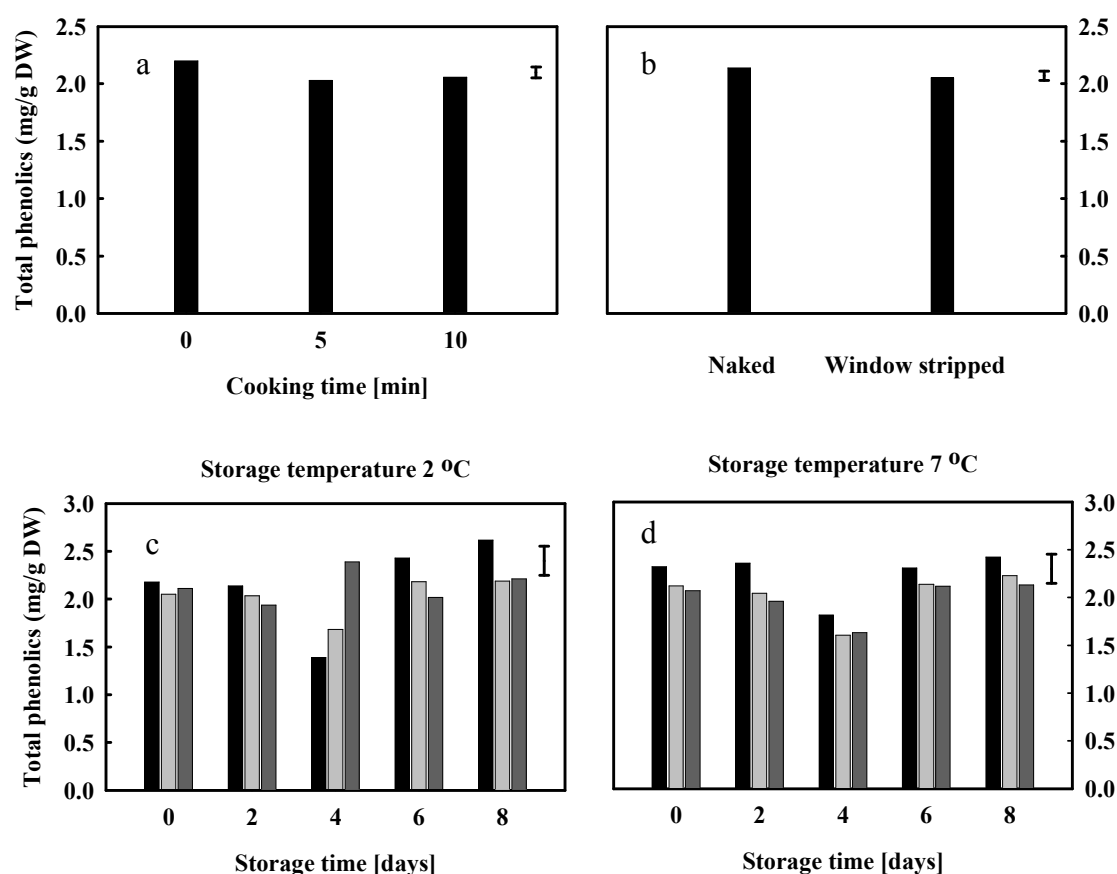 Total phenolics (mg/g DW)
2.5
2.0
1.5
1.0
0.5
0.0
a
0 5 10
Cooking time [min]
b
2.5
2.0
1.5
1.0
0.5
0.0
Naked Window stripped
Storage temperature 2 ºC
Total phenolics (mg/g DW)
3.0
2.5
2.0
1.5
1.0
0.5
0.0
c
0 2 4 6 8
Storage time [days]
Storage temperature 7 ºC
d
3.0
2.5
2.0
1.5
1.0
0.5
0.0
0 2 4 6 8
Storage time [days]